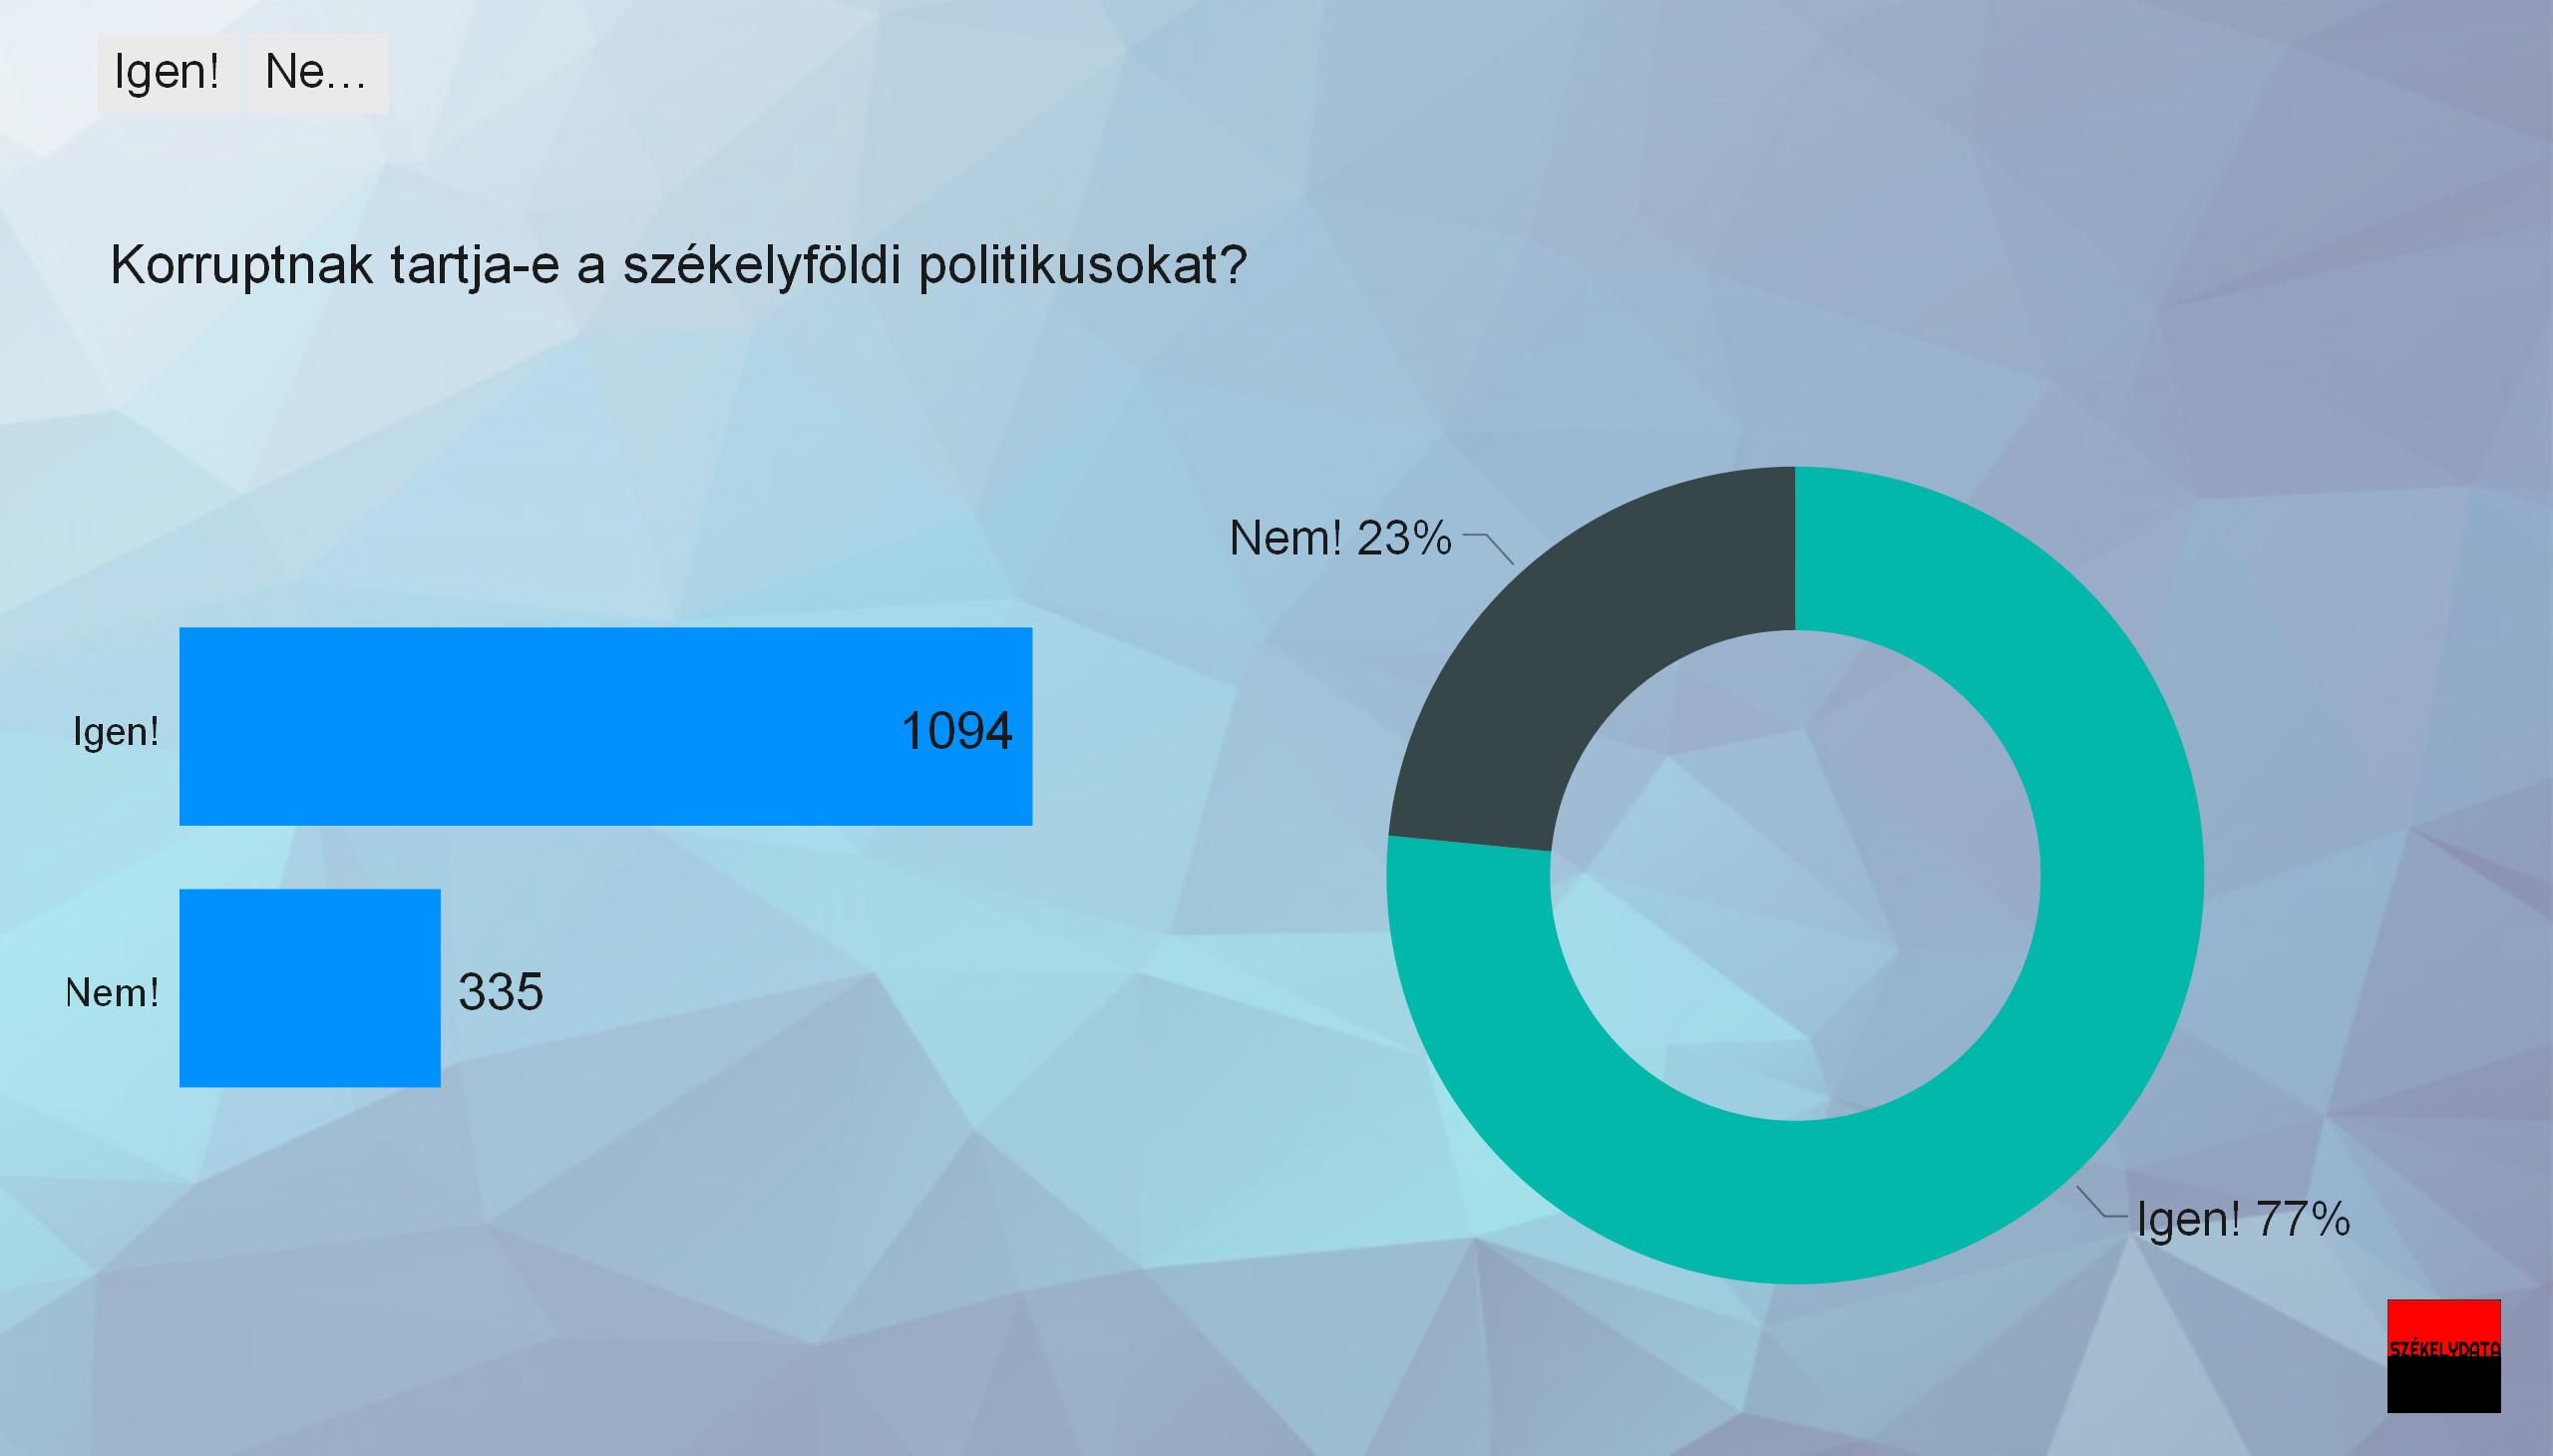 Igen! Ne...
Korruptnak tartja-e a székelyföldi politikusokat?
Igen! 1094
Nem! 335
Nem! 23%
Igen! 77%
SZÉKELYDATA